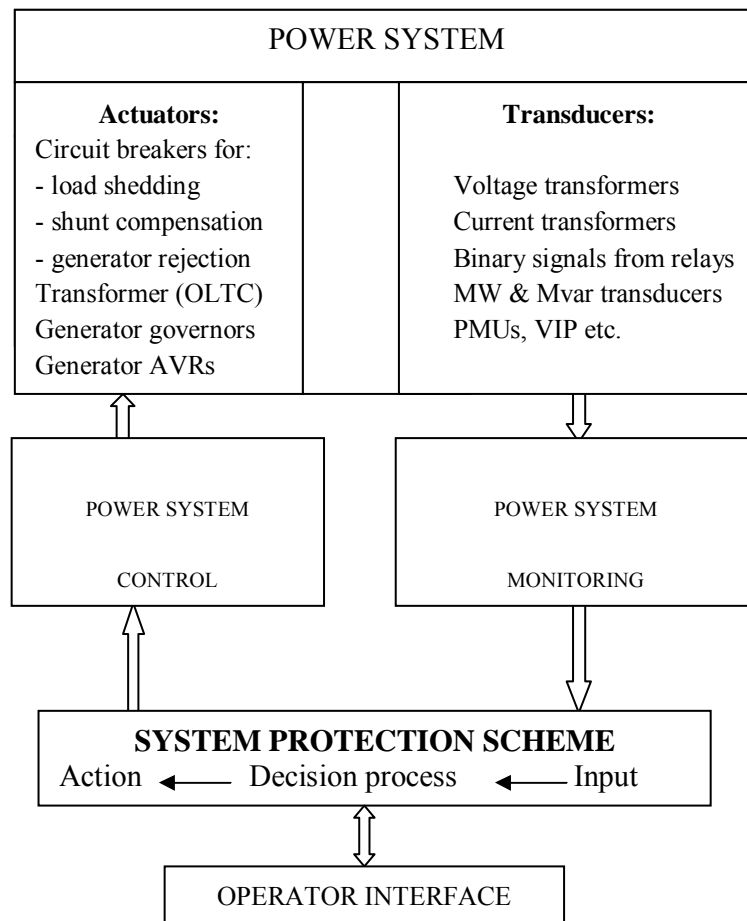 POWER SYSTEM
Actuators:
Circuit breakers for:
- load shedding
- shunt compensation
- generator rejection
Transformer (OLTC)
Generator governors
Generator AVRs
Transducers:
Voltage transformers
Current transformers
Binary signals from relays
MW & Mvar transducers
PMUs, VIP etc.
POWER SYSTEM
CONTROL
POWER SYSTEM
MONITORING
SYSTEM PROTECTION SCHEME
Action Decision process Input
OPERATOR INTERFACE